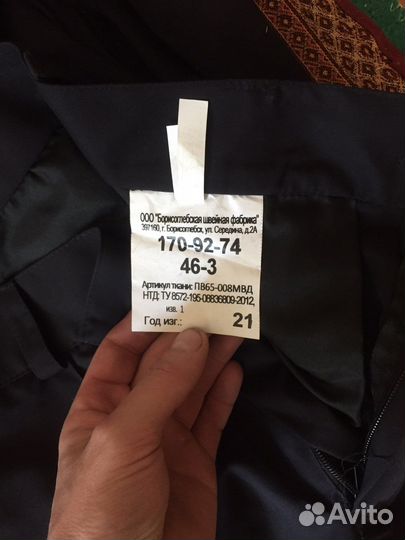 ООО "Борисоглебская швейная фабрика"
397160, г. Борисоглебск, ул. Середина, д.2А
170-92-74
46-3
Артикул ткани: ПВ65-008МВД
НТД: ТУ 8572-195-08836809-2012,
изв. 1
Год изг.: 21
Avito